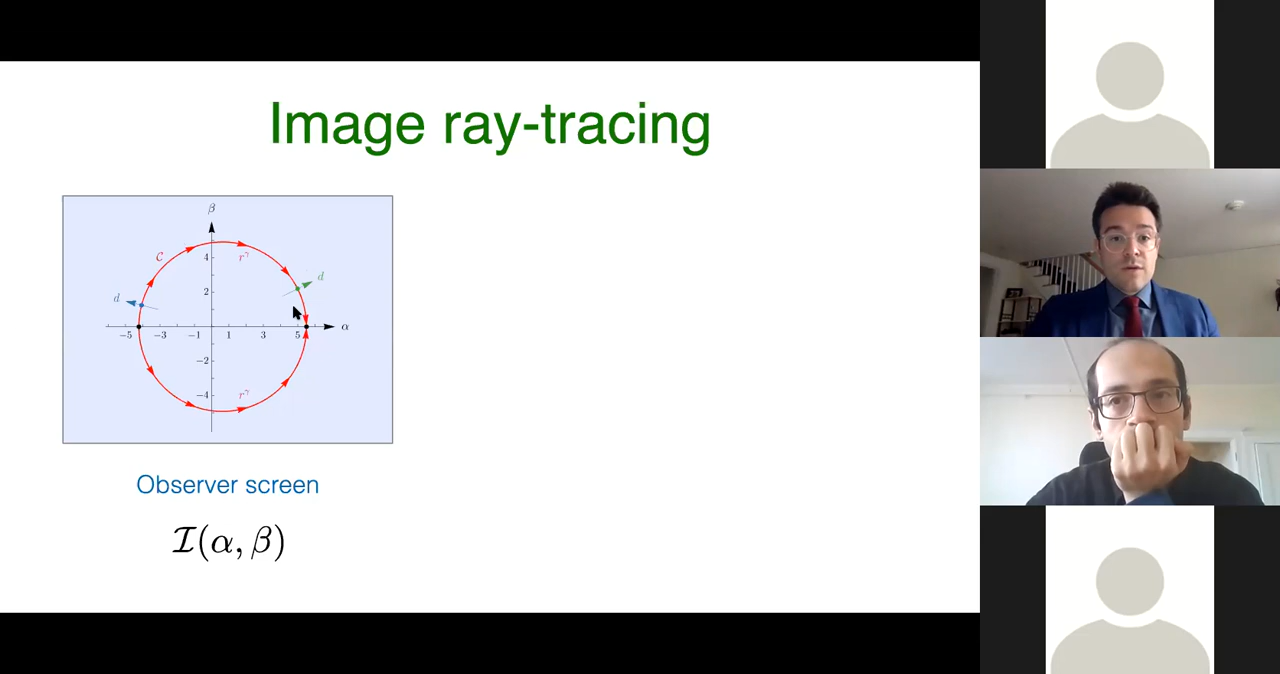 Image ray-tracing
β
𝒞
r^γ
4
d
d
2
−5
−3
−1
1
3
5
α
−2
−4
r^γ
Observer screen
ℐ(α, β)